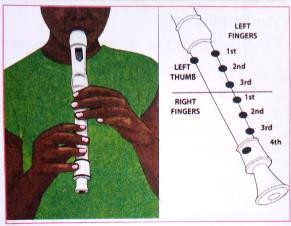 LEFT
FINGERS
1st
2nd
3rd
LEFT
THUMB
RIGHT
FINGERS
1st
2nd
3rd
4th